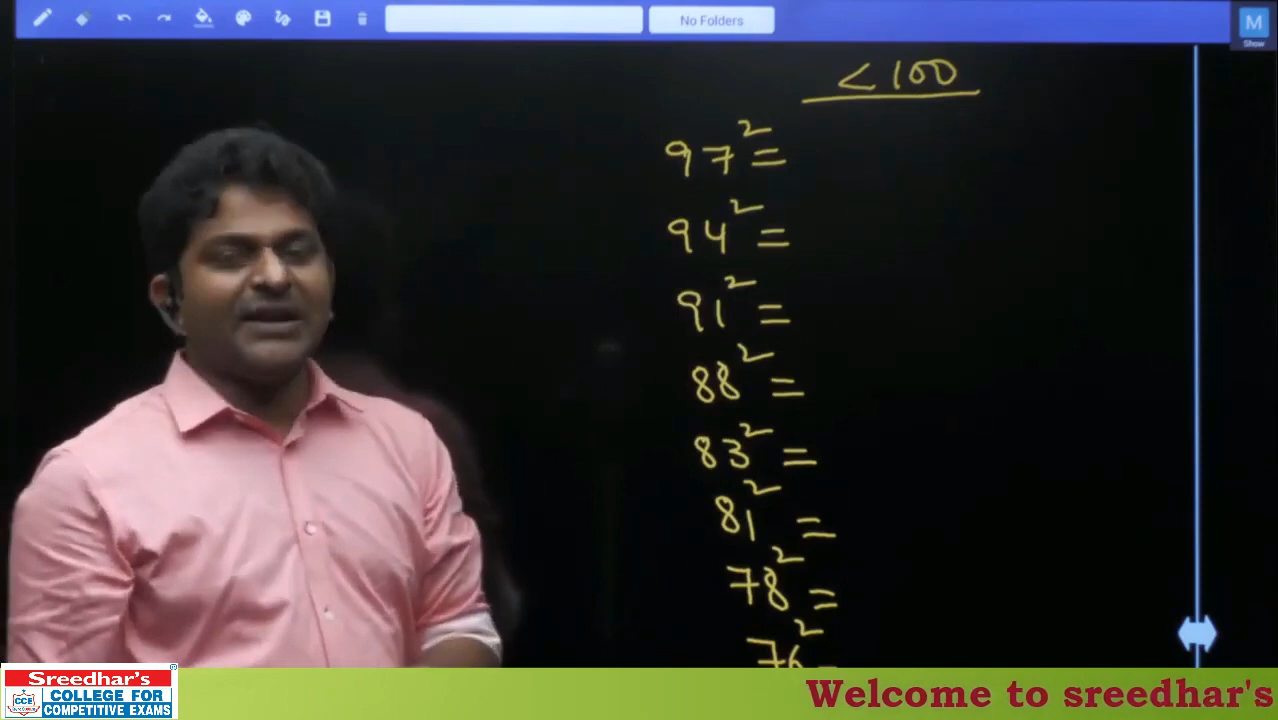 No Folders
M
Show
< 100
97²=
94²=
91²=
88²=
83²=
81²=
78²=
76²=
Sreedhar's
CCE
COLLEGE FOR
COMPETITIVE EXAMS
Welcome to sreedhar's